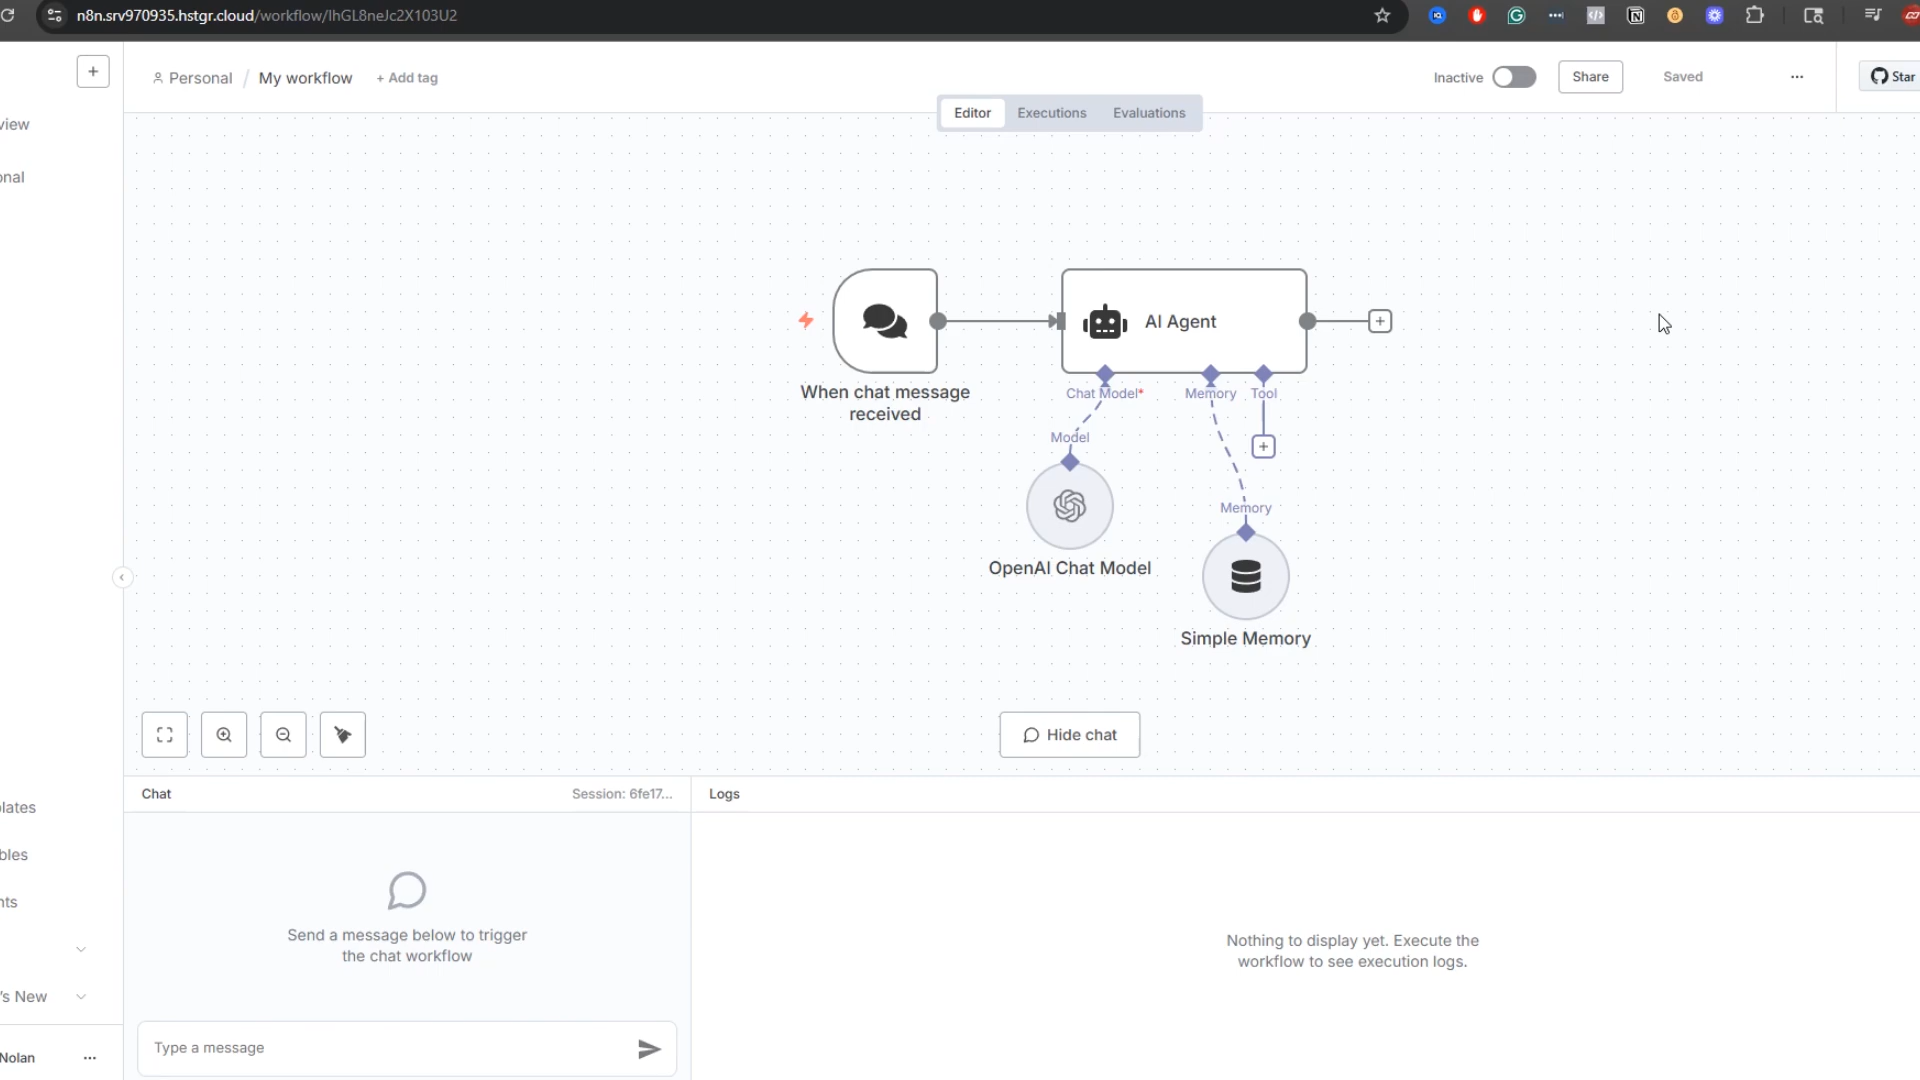 n8n.srv970935.hstgr.cloud/workflow/lhGL8neJc2X103U2
Personal / My workflow + Add tag
Inactive
Share
Saved
Star
Editor
Executions
Evaluations
view
onal
AI Agent
When chat message
received
Chat Model*
Memory
Tool
Model
Memory
OpenAI Chat Model
Simple Memory
Hide chat
Chat
Session: 6fe17...
Logs
lates
bles
nts
's New
Nolan
Send a message below to trigger
the chat workflow
Nothing to display yet. Execute the
workflow to see execution logs.
Type a message